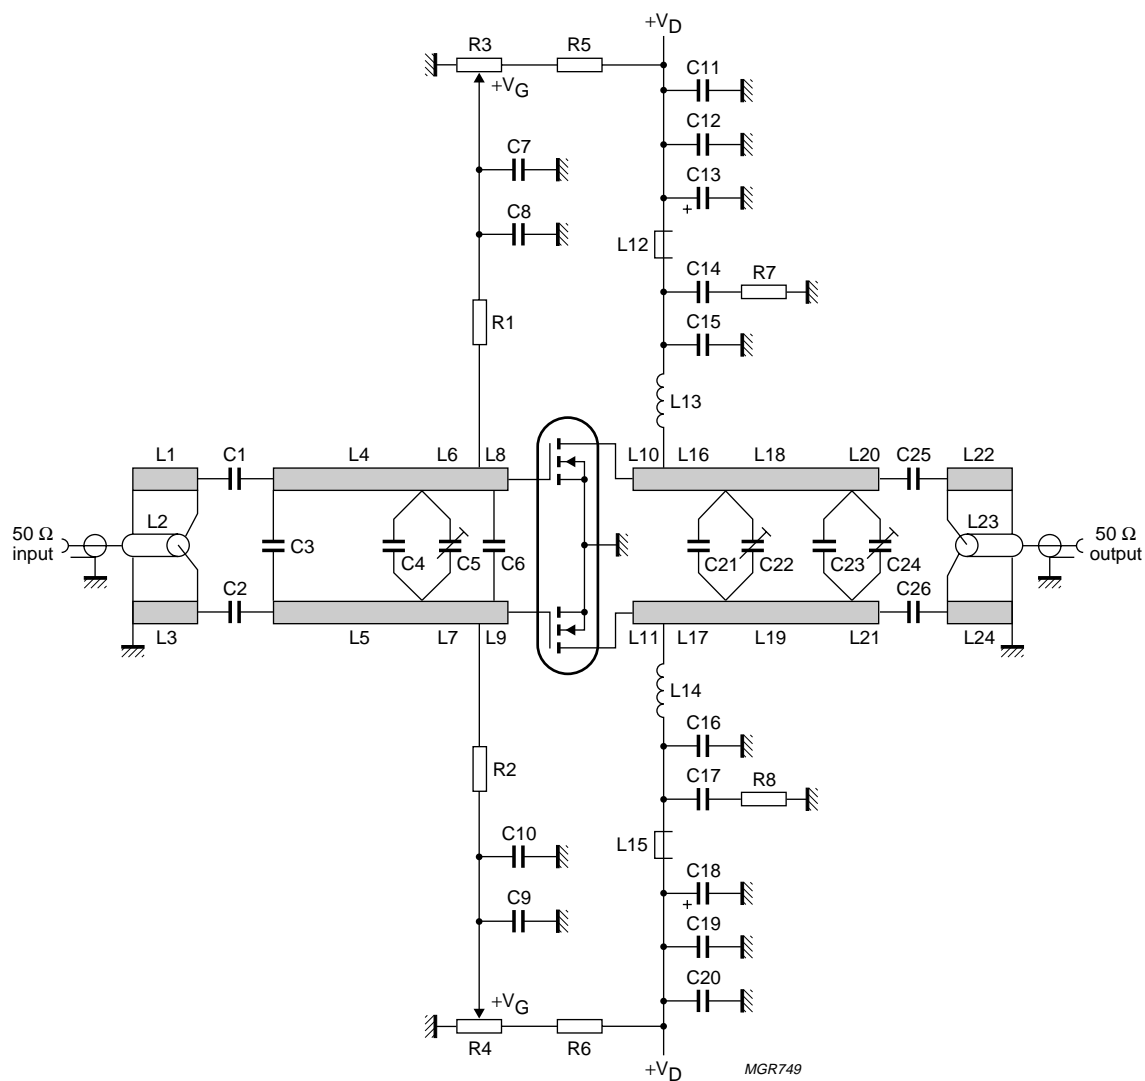 +VD
R3
R5
C11
+VG
C12
C7
C13
+
C8
L12
C14
R7
R1
C15
L13
L1
C1
L4
L6
L8
L10
L16
L18
L20
C25
L22
50 Ω
input
L2
C3
C4
C5
C6
C21
C22
C23
C24
L23
50 Ω
output
C2
C26
L3
L5
L7
L9
L11
L17
L19
L21
L24
L14
C16
R2
C17
R8
C10
L15
C18
+
C9
C19
C20
+VG
R4
R6
+VD
MGR749